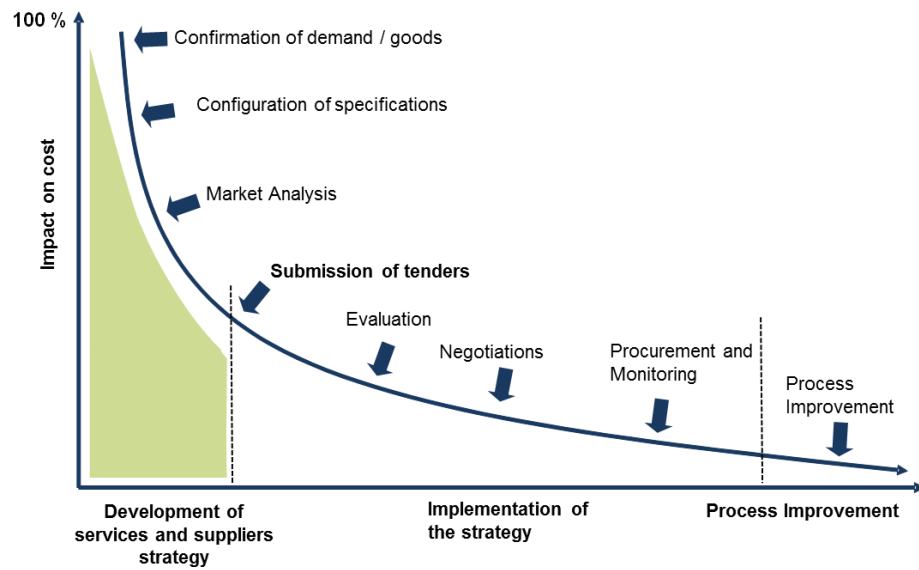 100 %
Confirmation of demand / goods
Configuration of specifications
Market Analysis
Impact on cost
Submission of tenders
Evaluation
Negotiations
Procurement and
Monitoring
Process
Improvement
Development of
services and suppliers
strategy
Implementation of
the strategy
Process Improvement